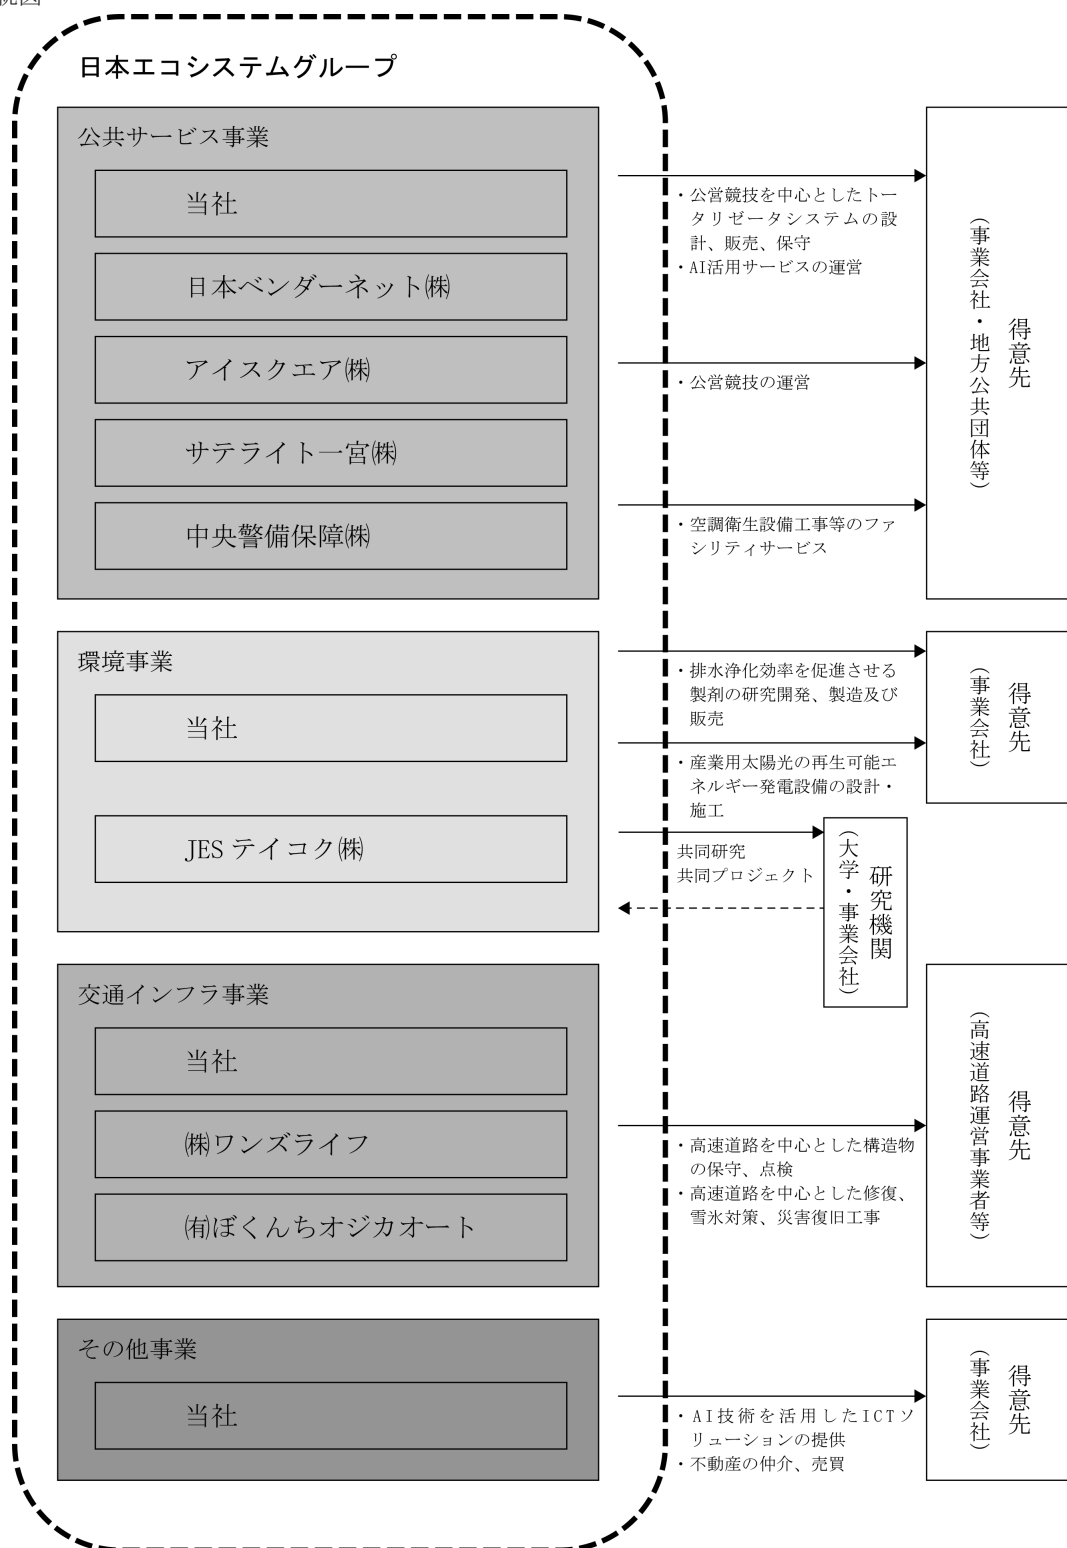 日本エコシステムグループ
公共サービス事業
当社
日本ベンダーネット㈱
アイスクエア㈱
サテライト一宮㈱
中央警備保障㈱
・公営競技を中心としたトー
タリゼータシステムの設
計、販売、保守
・AI活用サービスの運営
・公営競技の運営
・空調衛生設備工事等のファ
シリティサービス
得意先
(事業会社・地方公共団体等)
環境事業
当社
JES テイコク㈱
・排水浄化効率を促進させる
製剤の研究開発、製造及び
販売
・産業用太陽光の再生可能エ
ネルギー発電設備の設計・
施工
得意先
(事業会社)
共同研究
共同プロジェクト
研究機関
(大学・事業会社)
交通インフラ事業
当社
㈱ワンズライフ
㈲ぼくんちオジカオート
・高速道路を中心とした構造物
の保守、点検
・高速道路を中心とした修復、
雪氷対策、災害復旧工事
得意先
(高速道路運営事業者等)
その他事業
当社
・AI技術を活用したICTソ
リューションの提供
・不動産の仲介、売買
得意先
(事業会社)